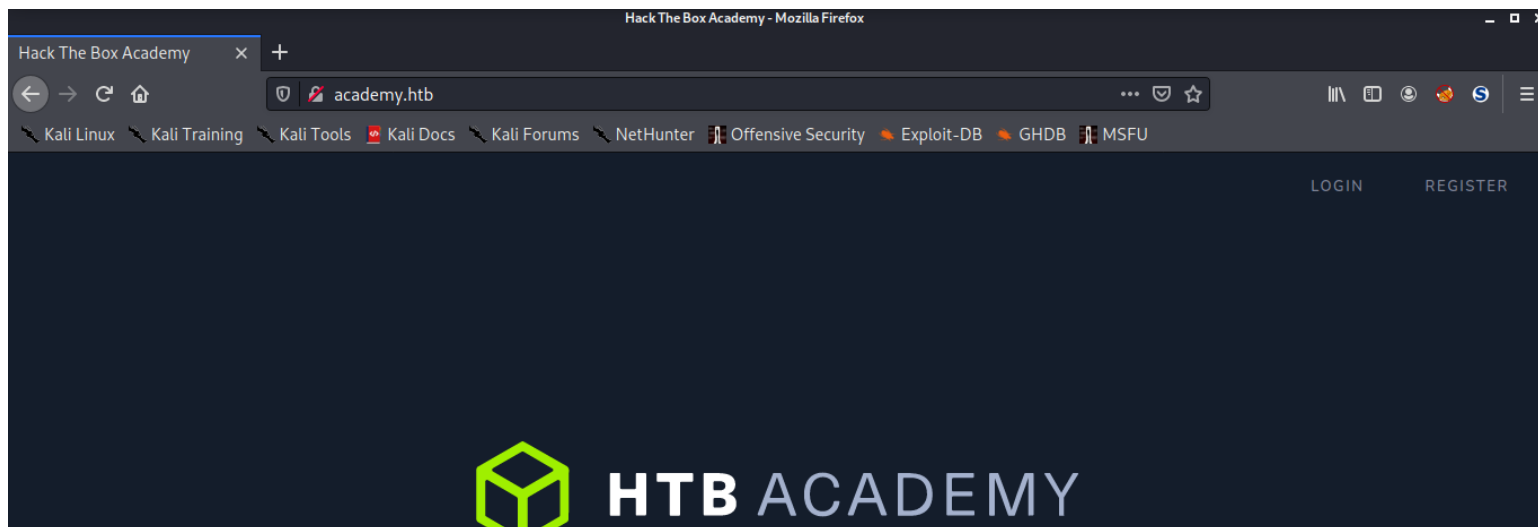 Hack The Box Academy - Mozilla Firefox
Hack The Box Academy
academy.htb
Kali Linux Kali Training Kali Tools Kali Docs Kali Forums NetHunter Offensive Security Exploit-DB GHDB MSFU
LOGIN REGISTER
HTB ACADEMY